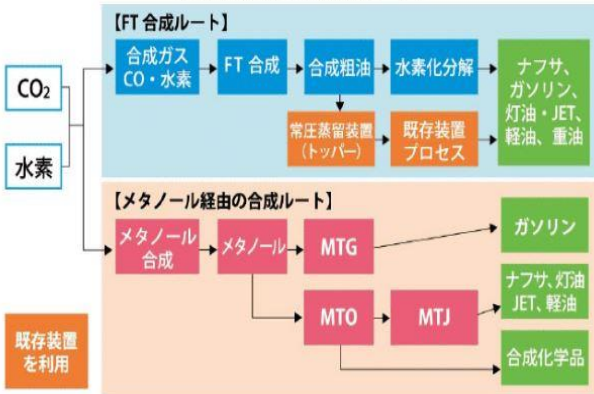 【FT 合成ルート】
CO₂
水素
合成ガス
CO・水素
FT 合成
合成粗油
水素化分解
ナフサ、
ガソリン、
灯油・JET、
軽油、重油
常圧蒸留装置
(トッパー)
既存装置
プロセス
【メタノール経由の合成ルート】
メタノール
合成
メタノール
MTG
ガソリン
MTO
MTJ
ナフサ、灯油
JET、軽油
合成化学品
既存装置
を利用